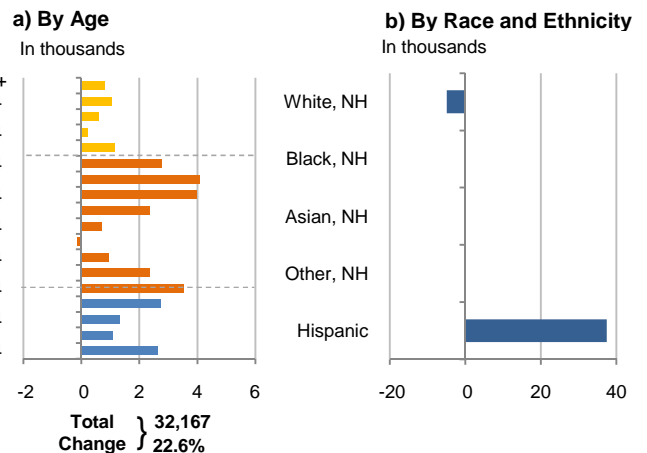 a) By Age
In thousands
+
-2 0 2 4 6
Total Change } 32,167 22.6%
b) By Race and Ethnicity
In thousands
White, NH
Black, NH
Asian, NH
Other, NH
Hispanic
-20 0 20 40